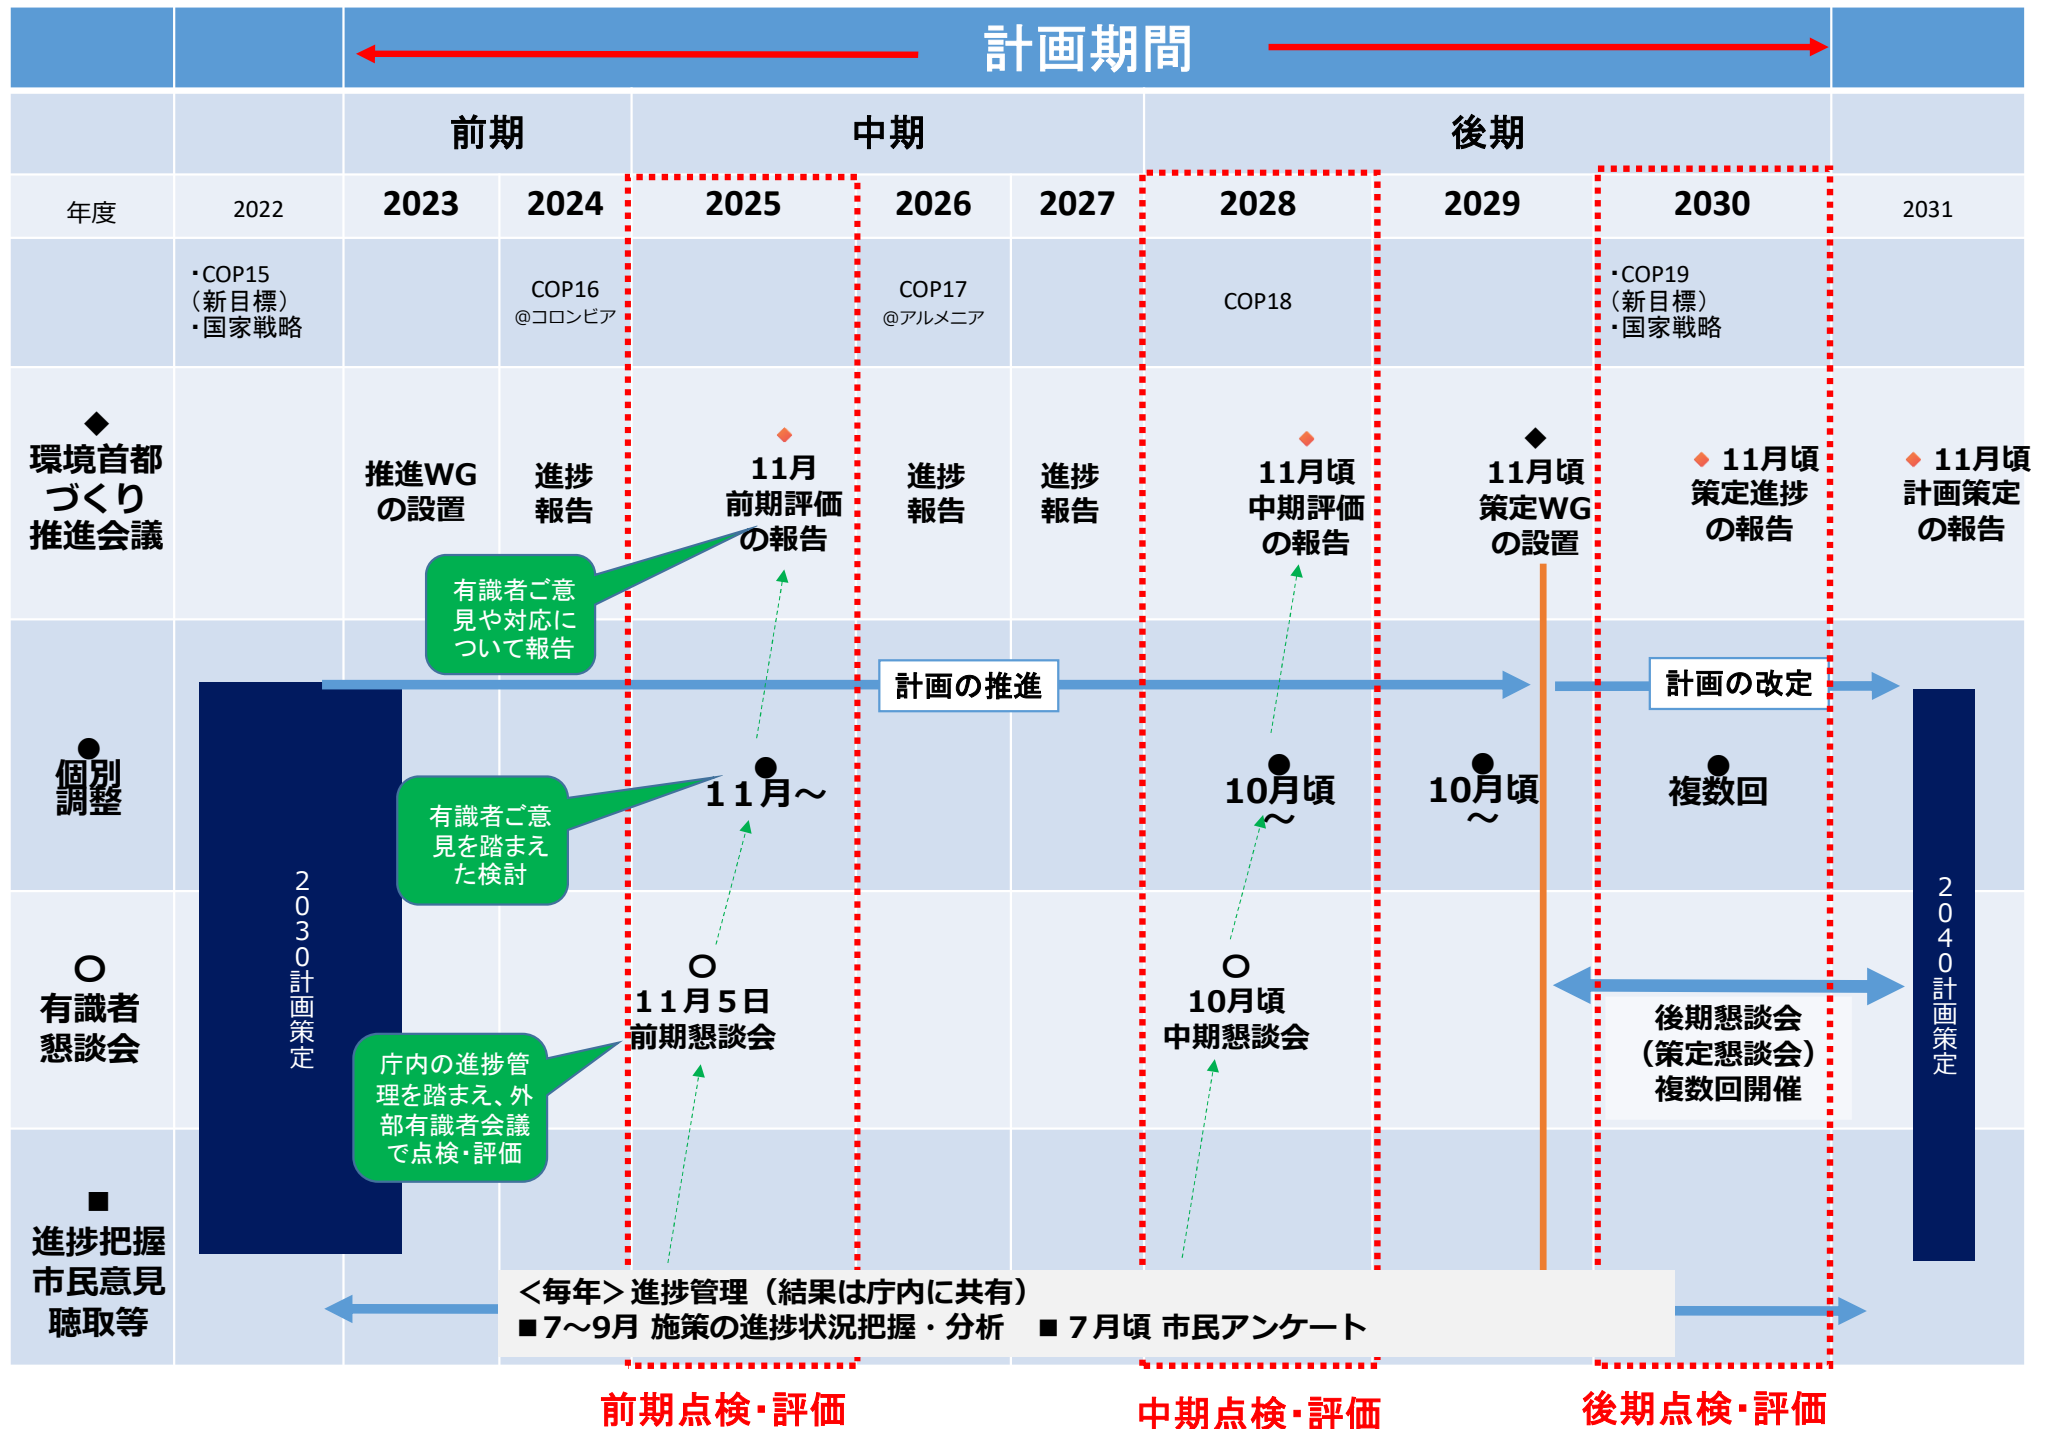 計画期間
前期
中期
後期
年度
2022
2023
2024
2025
2026
2027
2028
2029
2030
2031
・COP15
（新目標）
・国家戦略
COP16
@コロンビア
COP17
@アルメニア
COP18
・COP19
（新目標）
・国家戦略
◆
環境首都
づくり
推進会議
推進WG
の設置
進捗
報告
◆
11月
前期評価
の報告
進捗
報告
進捗
報告
◆
11月頃
中期評価
の報告
◆
11月頃
策定WG
の設置
◆ 11月頃
策定進捗
の報告
◆ 11月頃
計画策定
の報告
有識者ご意
見や対応に
ついて報告
計画の推進
計画の改定
●
個別
調整
●
１１月～
●
10月頃
～
●
10月頃
～
●
複数回
有識者ご意
見を踏まえ
た検討
2030計画策定
2040計画策定
○
有識者
懇談会
○
１１月５日
前期懇談会
○
10月頃
中期懇談会
後期懇談会
（策定懇談会）
複数回開催
庁内の進捗管
理を踏まえ、外
部有識者会議
で点検・評価
■
進捗把握
市民意見
聴取等
＜毎年＞進捗管理（結果は庁内に共有）
■7～9月 施策の進捗状況把握・分析　■７月頃 市民アンケート
前期点検・評価
中期点検・評価
後期点検・評価